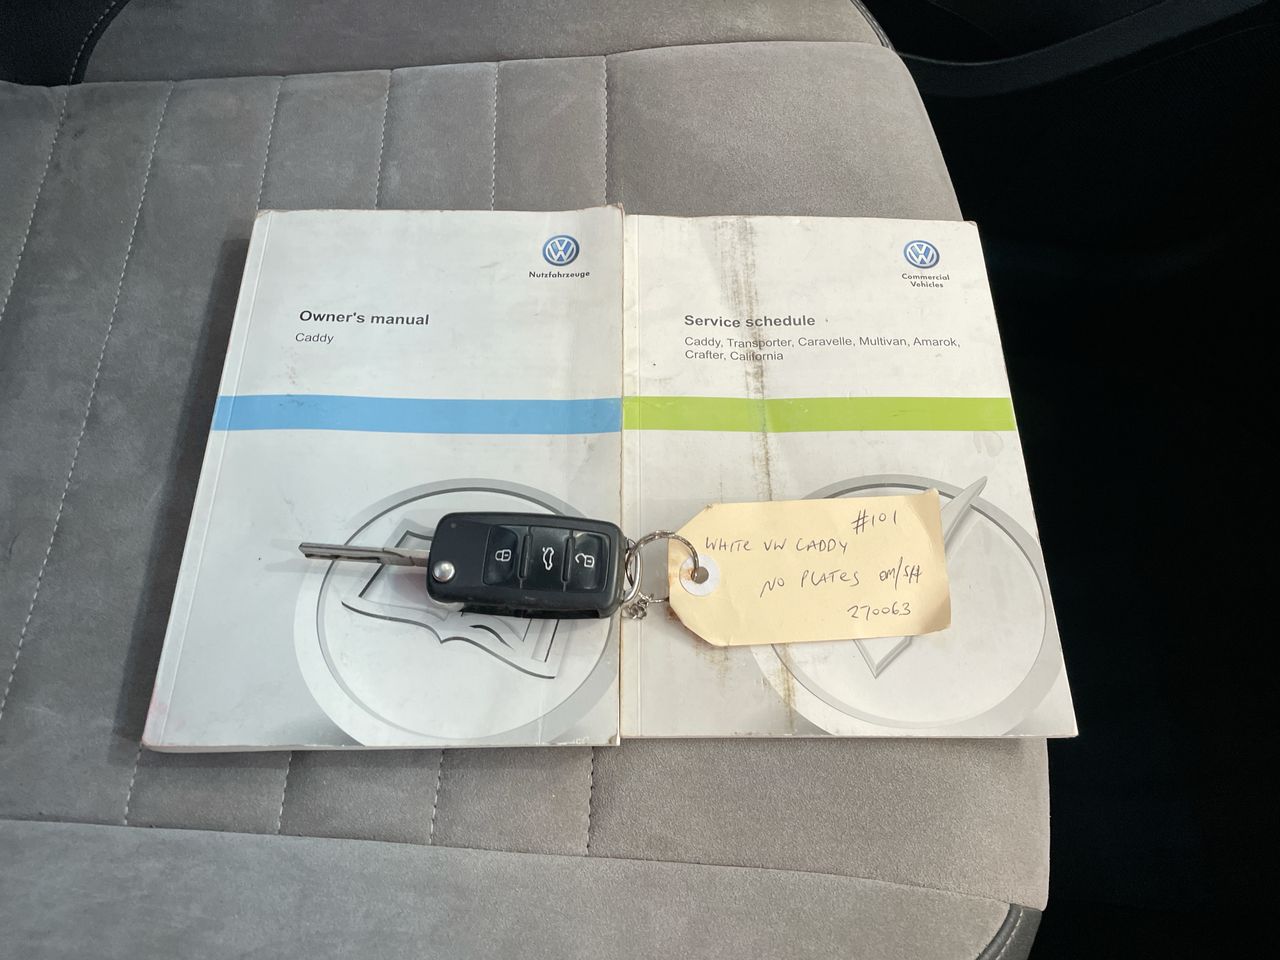 Nutzfahrzeuge
Owner's manual
Caddy
Commercial
Vehicles
Service schedule
Caddy, Transporter, Caravelle, Multivan, Amarok,
Crafter, California
#101
WHITE VW CADDY
NO PLATES OM/SH
270063